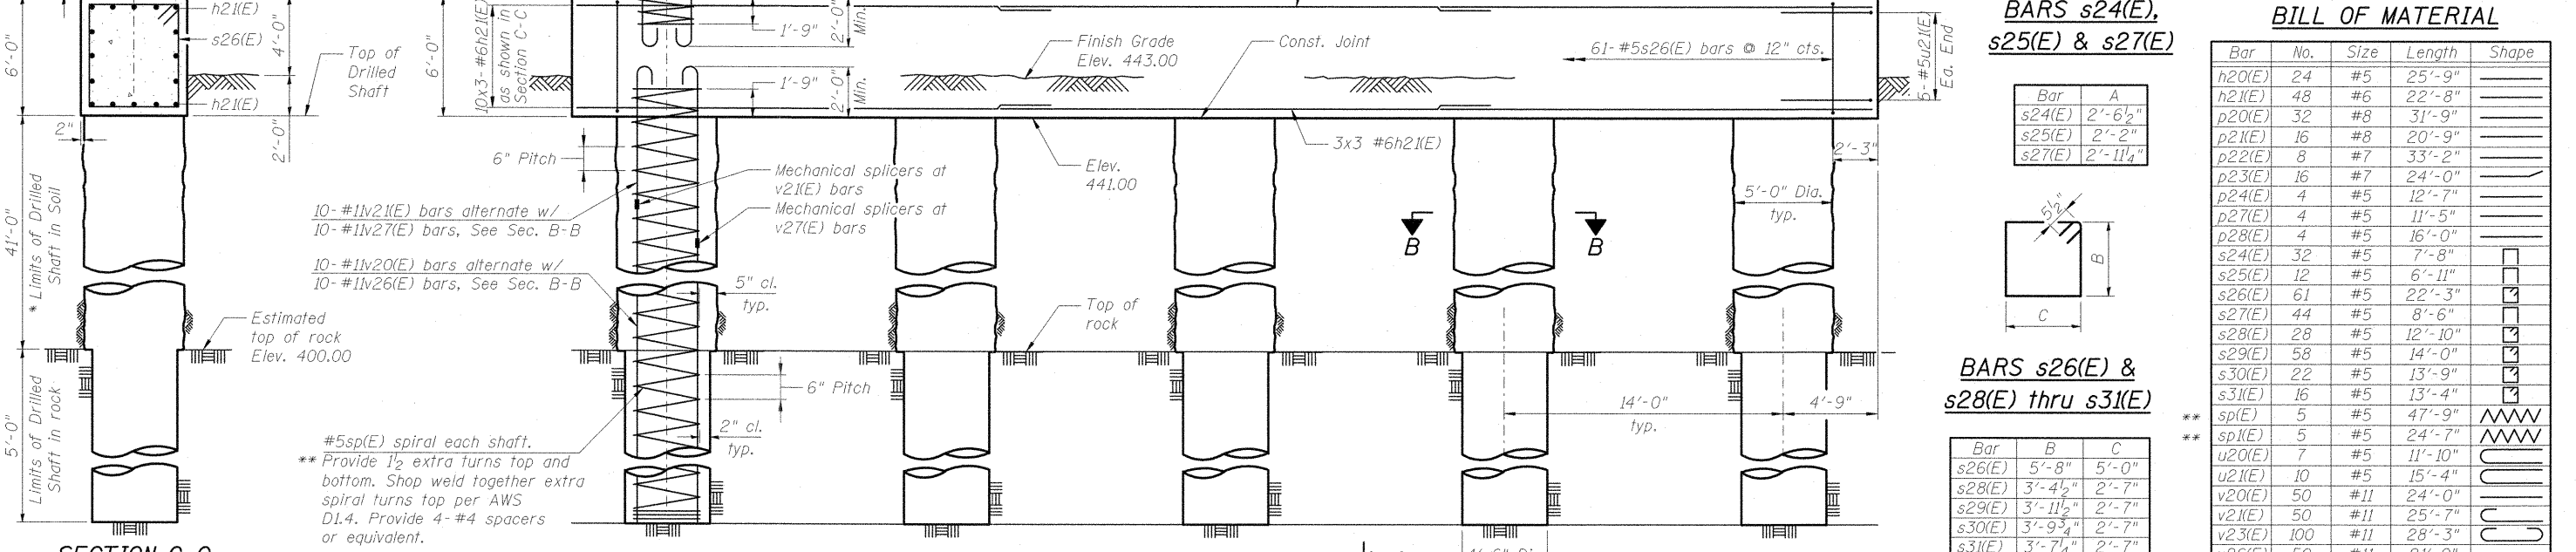 6'-0"
h21(E)
s26(E)
h21(E)
4'-0"
2'-0"
Top of
Drilled
Shaft
2"
41'-0"
* Limits of Drilled
Shaft in Soil
Estimated
top of rock
Elev. 400.00
5'-0"
Limits of Drilled
Shaft in rock
6'-0"
10x3-#6h21(E)
as shown in
Section C-C
1'-9"
2'-0"
Min.
1'-9"
2'-0"
Min.
Finish Grade
Elev. 443.00
Const. Joint
61-#5s26(E) bars @ 12" cts.
5-#5u21(E)
Ea. End
6" Pitch
Mechanical splicers at
v21(E) bars
Mechanical splicers at
v27(E) bars
Elev.
441.00
3x3 #6h21(E)
2'-3"
5'-0" Dia.
typ.
10-#11v21(E) bars alternate w/
10-#11v27(E) bars, See Sec. B-B
B
B
10-#11v20(E) bars alternate w/
10-#11v26(E) bars, See Sec. B-B
5" cl.
typ.
Top of
rock
6" Pitch
14'-0"
typ.
4'-9"
2" cl.
typ.
#5sp(E) spiral each shaft.
** Provide 1½ extra turns top and
bottom. Shop weld together extra
spiral turns top per AWS
D1.4. Provide 4-#4 spacers
or equivalent.
BARS s24(E),
s25(E) & s27(E)
Bar A
s24(E) 2'-6½"
s25(E) 2'-2"
s27(E) 2'-11¼"
5½"
B
C
BARS s26(E) &
s28(E) thru s31(E)
Bar B C
s26(E) 5'-8" 5'-0"
s28(E) 3'-4½" 2'-7"
s29(E) 3'-11½" 2'-7"
s30(E) 3'-9¾" 2'-7"
s31(E) 3'-7¼" 2'-7"
BILL OF MATERIAL
Bar No. Size Length Shape
h20(E) 24 #5 25'-9"
h21(E) 48 #6 22'-8"
p20(E) 32 #8 31'-9"
p21(E) 16 #8 20'-9"
p22(E) 8 #7 33'-2"
p23(E) 16 #7 24'-0"
p24(E) 4 #5 12'-7"
p27(E) 4 #5 11'-5"
p28(E) 4 #5 16'-0"
s24(E) 32 #5 7'-8"
s25(E) 12 #5 6'-11"
s26(E) 61 #5 22'-3"
s27(E) 44 #5 8'-6"
s28(E) 28 #5 12'-10"
s29(E) 58 #5 14'-0"
s30(E) 22 #5 13'-9"
s31(E) 16 #5 13'-4"
** sp(E) 5 #5 47'-9"
** sp1(E) 5 #5 24'-7"
u20(E) 7 #5 11'-10"
u21(E) 10 #5 15'-4"
v20(E) 50 #11 24'-0"
v21(E) 50 #11 25'-7"
v23(E) 100 #11 28'-3"